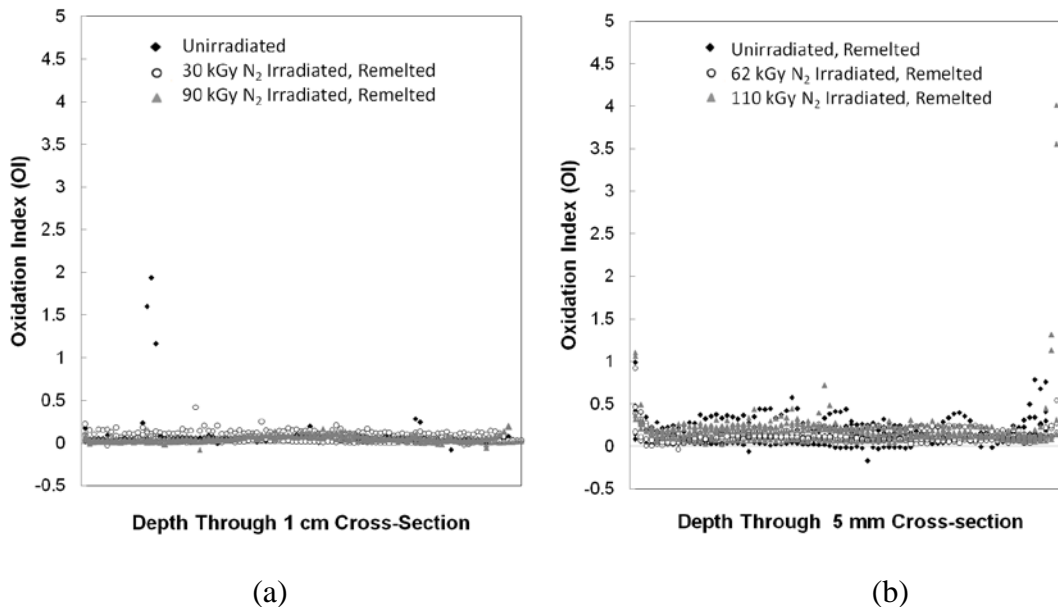 5
4.5
4
3.5
3
2.5
2
1.5
1
0.5
0
-0.5
Oxidation Index (OI)
Unirradiated
30 kGy N₂ Irradiated, Remelted
90 kGy N₂ Irradiated, Remelted
Depth Through 1 cm Cross-Section
(a)
5
4.5
4
3.5
3
2.5
2
1.5
1
0.5
0
-0.5
Oxidation Index (OI)
Unirradiated, Remelted
62 kGy N₂ Irradiated, Remelted
110 kGy N₂ Irradiated, Remelted
Depth Through 5 mm Cross-section
(b)